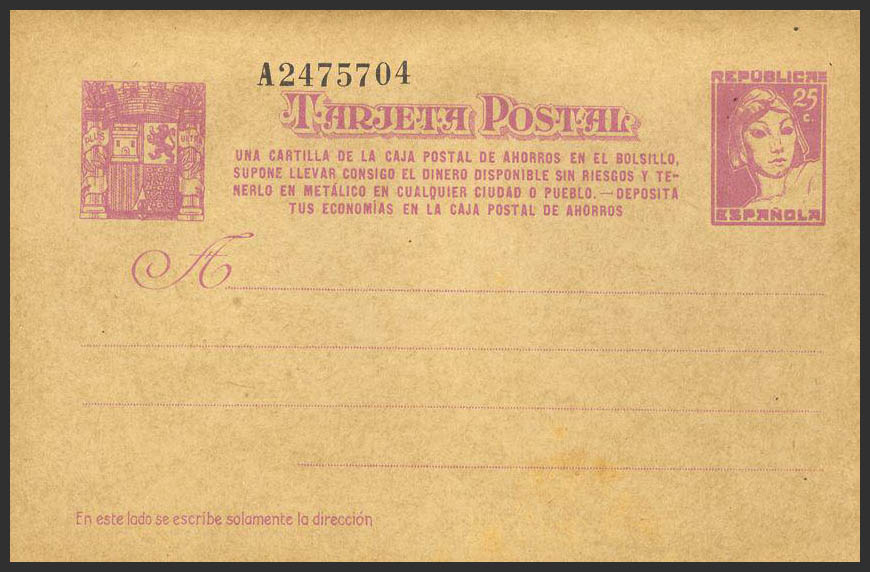 A2475704
TARJETA POSTAL
PLUS
REPÚBLICA
25
c.
UNA CARTILLA DE LA CAJA POSTAL DE AHORROS EN EL BOLSILLO,
SUPONE LLEVAR CONSIGO EL DINERO DISPONIBLE SIN RIESGOS Y TE-
NERLO EN METÁLICO EN CUALQUIER CIUDAD O PUEBLO.—DEPOSITA
TUS ECONOMÍAS EN LA CAJA POSTAL DE AHORROS
ESPAÑOLA
A
En este lado se escribe solamente la dirección